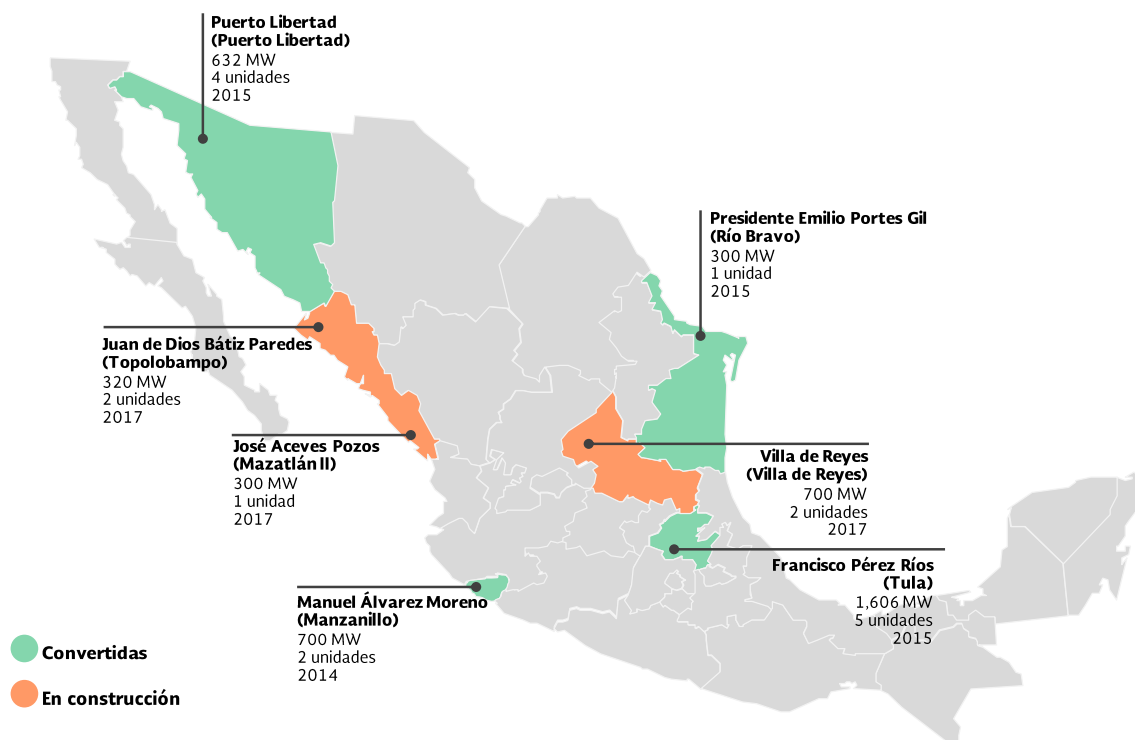 Puerto Libertad
(Puerto Libertad)
632 MW
4 unidades
2015
Presidente Emilio Portes Gil
(Río Bravo)
300 MW
1 unidad
2015
Juan de Dios Bátiz Paredes
(Topolobampo)
320 MW
2 unidades
2017
José Aceves Pozos
(Mazatlán II)
300 MW
1 unidad
2017
Villa de Reyes
(Villa de Reyes)
700 MW
2 unidades
2017
Francisco Pérez Ríos
(Tula)
1,606 MW
5 unidades
2015
Manuel Álvarez Moreno
(Manzanillo)
700 MW
2 unidades
2014
Convertidas
En construcción